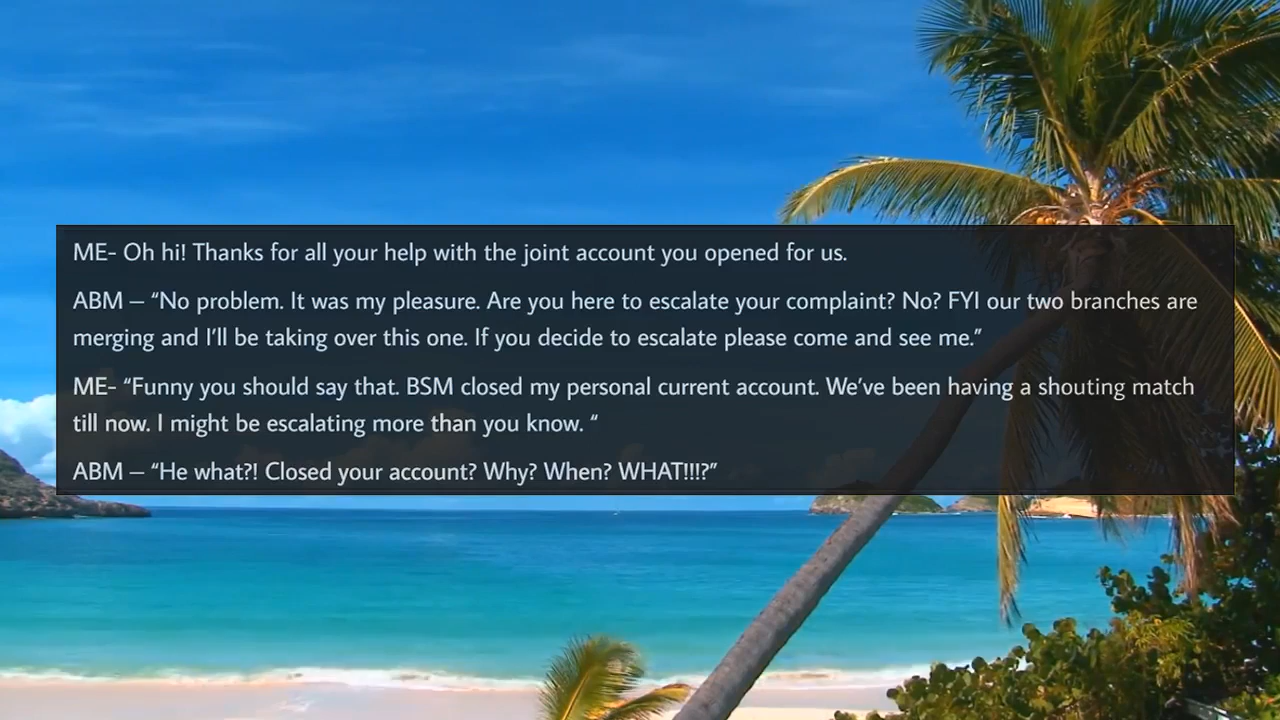 ME- Oh hi! Thanks for all your help with the joint account you opened for us.
ABM – “No problem. It was my pleasure. Are you here to escalate your complaint? No? FYI our two branches are
merging and I’ll be taking over this one. If you decide to escalate please come and see me.”
ME- “Funny you should say that. BSM closed my personal current account. We’ve been having a shouting match
till now. I might be escalating more than you know. “
ABM – “He what?! Closed your account? Why? When? WHAT!!!?”